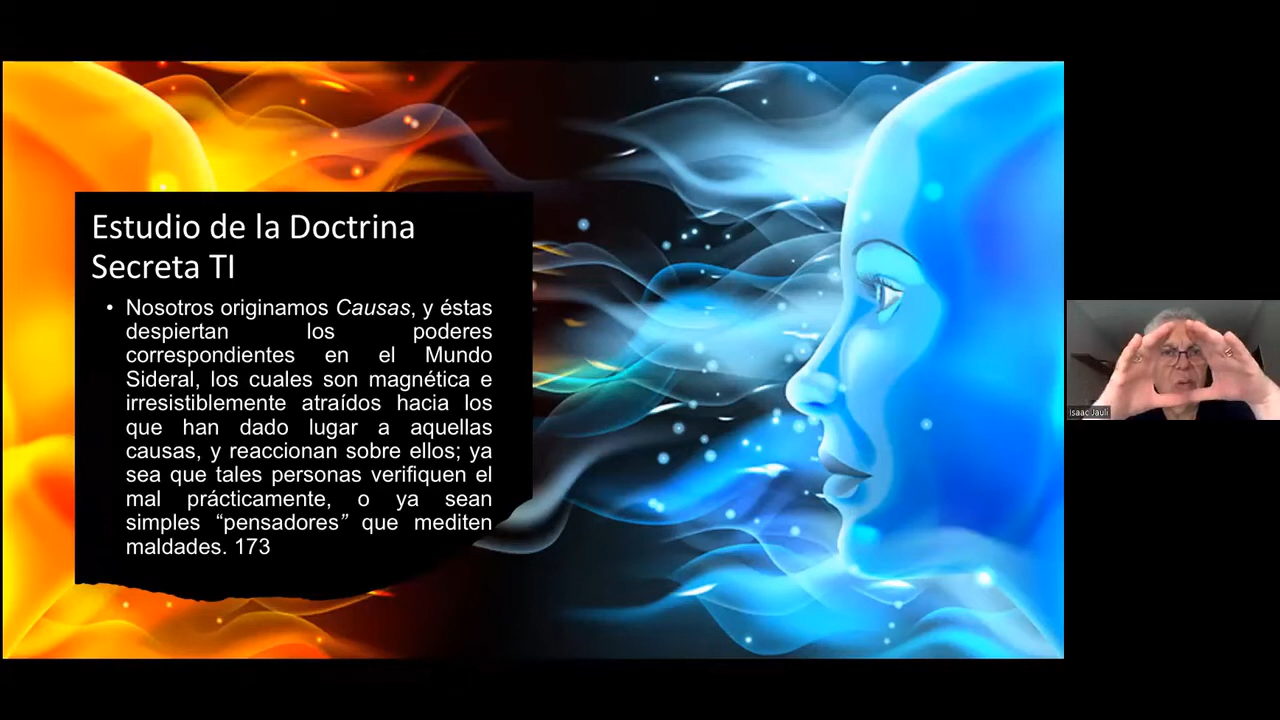 Estudio de la Doctrina
Secreta TI
• Nosotros originamos Causas, y éstas
despiertan los poderes
correspondientes en el Mundo
Sideral, los cuales son magnética e
irresistiblemente atraídos hacia los
que han dado lugar a aquellas
causas, y reaccionan sobre ellos; ya
sea que tales personas verifiquen el
mal prácticamente, o ya sean
simples “pensadores” que mediten
maldades. 173
Isaac Jauli